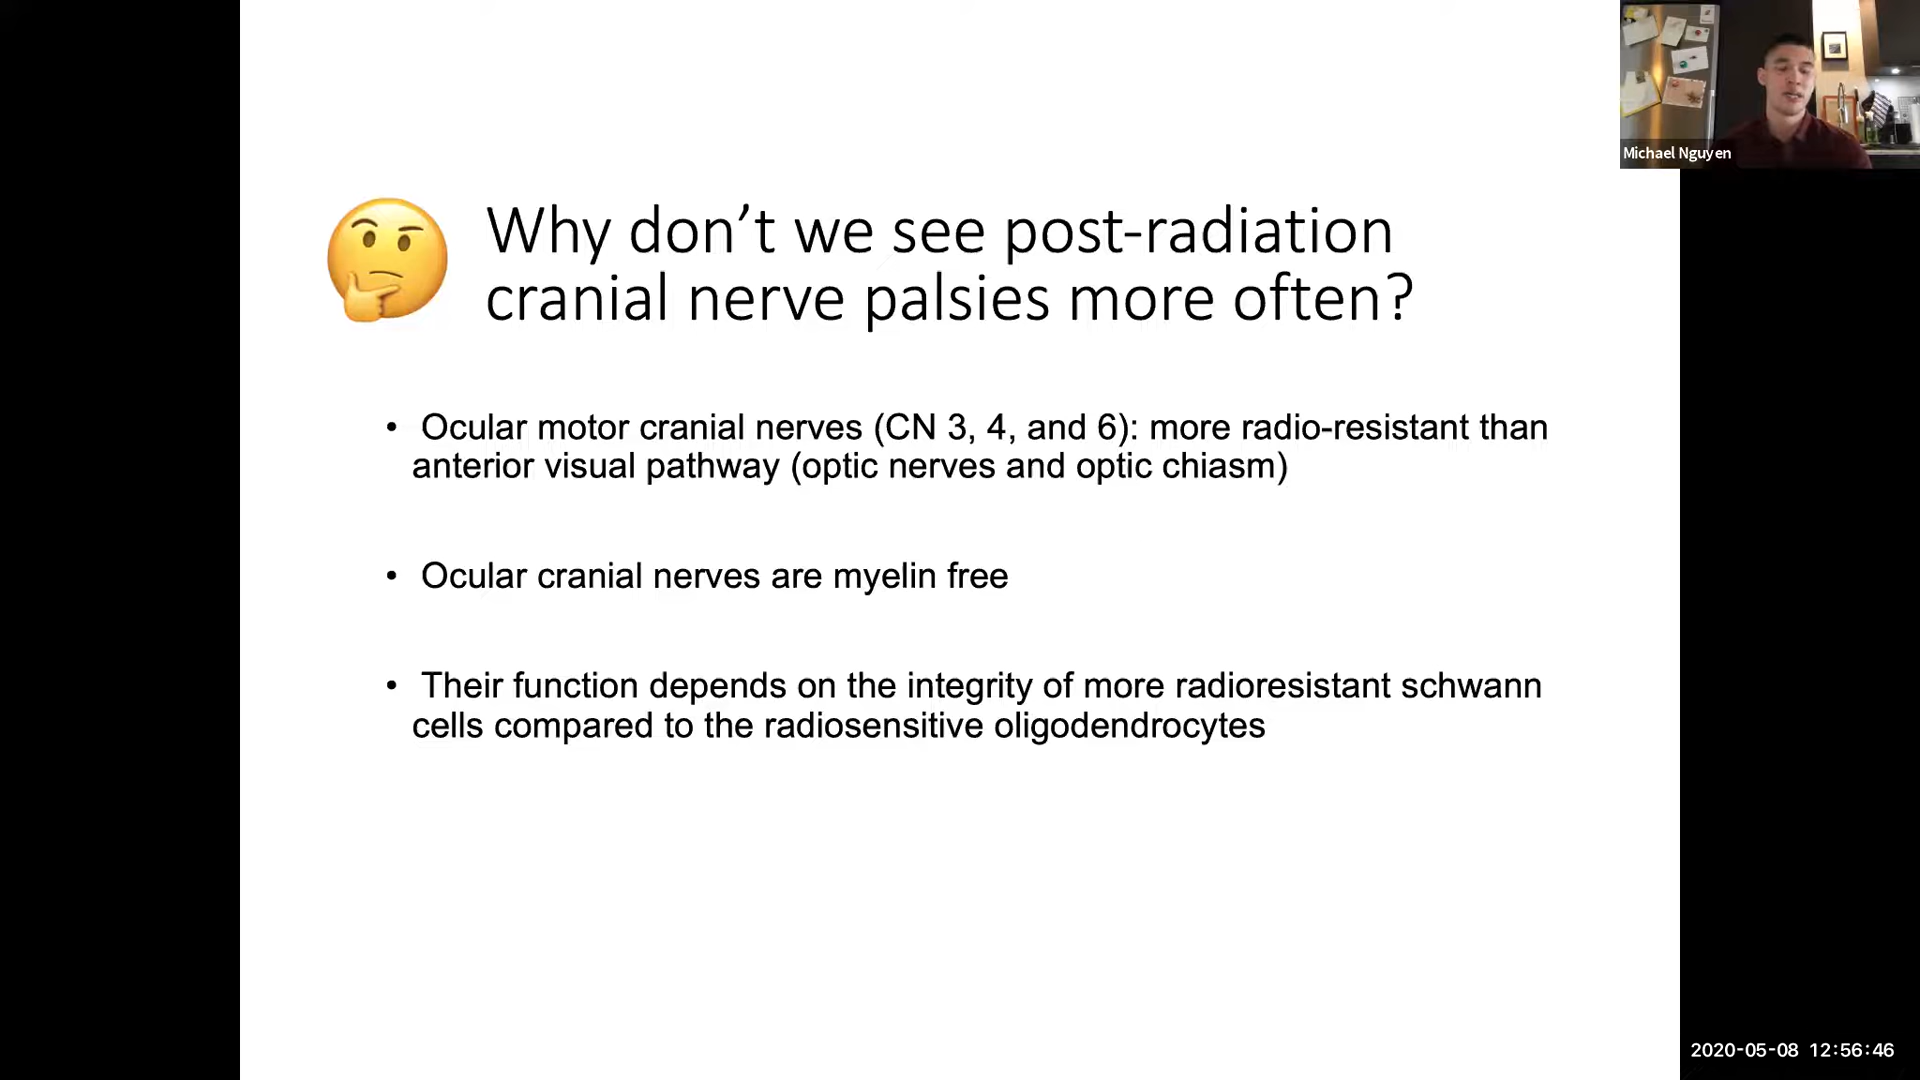 Michael Nguyen
Why don’t we see post-radiation
cranial nerve palsies more often?
• Ocular motor cranial nerves (CN 3, 4, and 6): more radio-resistant than
anterior visual pathway (optic nerves and optic chiasm)
• Ocular cranial nerves are myelin free
• Their function depends on the integrity of more radioresistant schwann
cells compared to the radiosensitive oligodendrocytes
2020-05-08 12:56:46